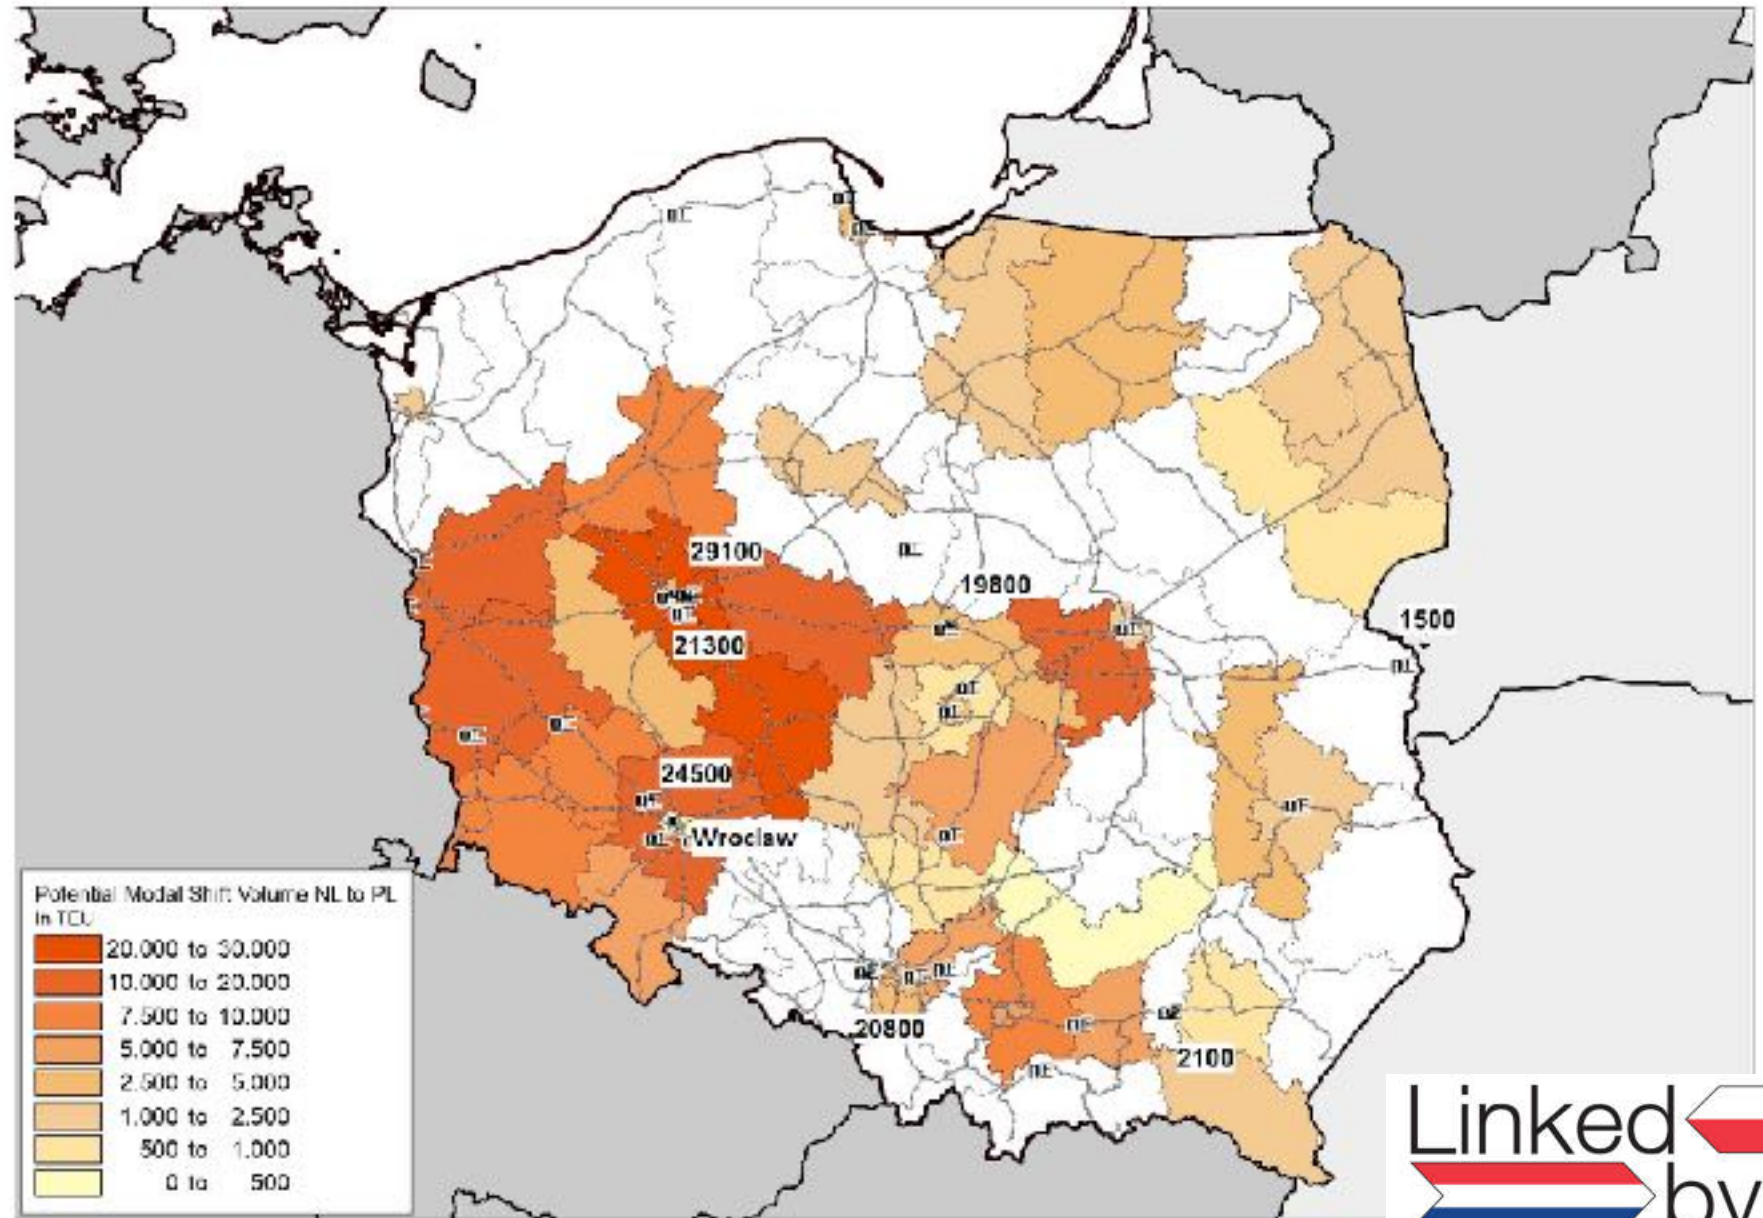 29100
19800
1500
21300
24500
Wroclaw
Potential Modal Shift Volume NL to PL
in TEU
20.000 to 30.000
10.000 to 20.000
7.500 to 10.000
5.000 to 7.500
2.500 to 5.000
1.000 to 2.500
500 to 1.000
0 to 500
20800
2100
Linked
by